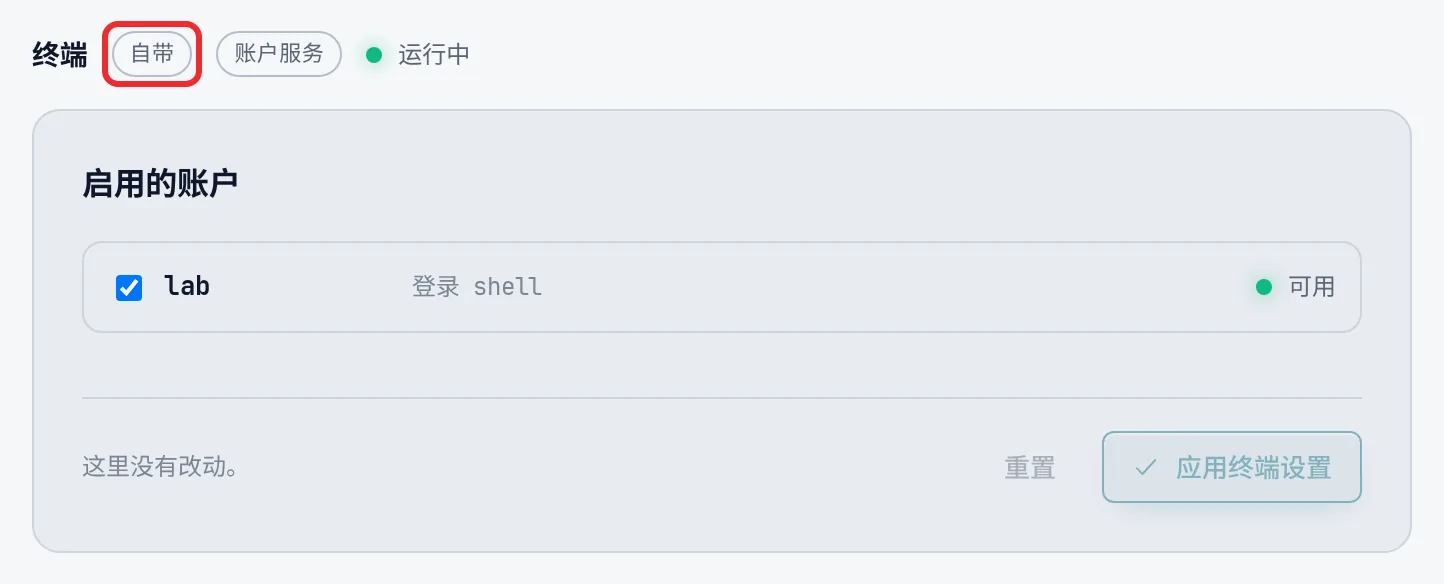 终端 自带 账户服务 运行中
启用的账户
lab 登录 shell 可用
这里没有改动。 重置 应用终端设置